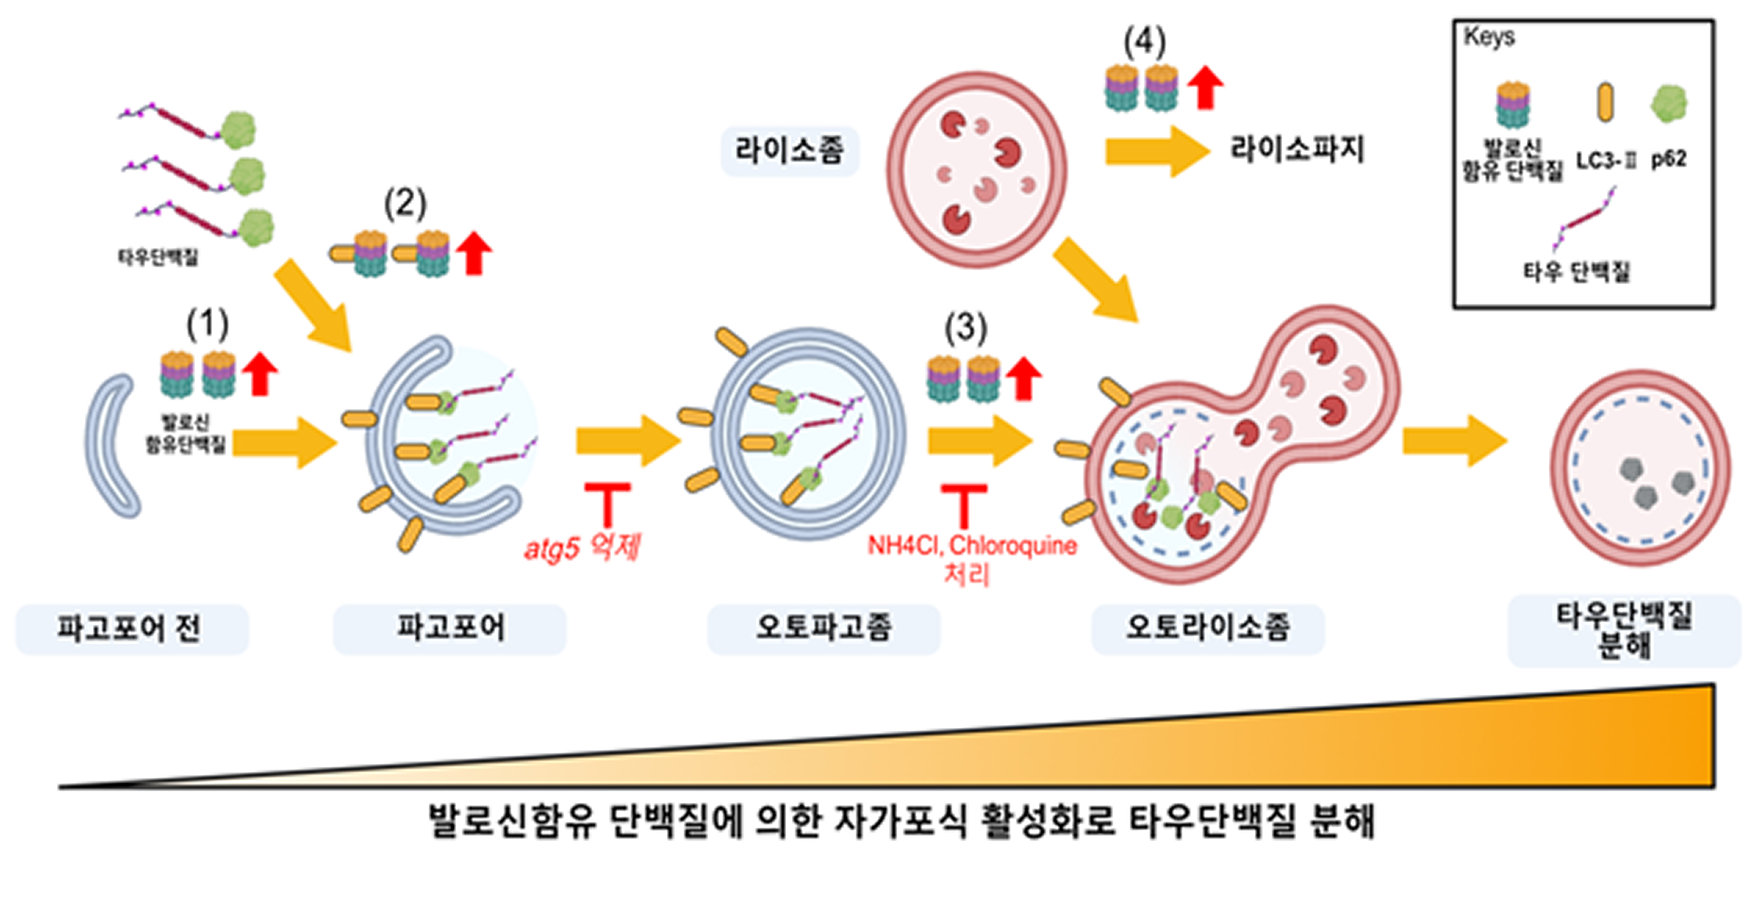 (4)
Keys
라이소좀
라이소파지
발로신
함유 단백질
LC3-Ⅱ
p62
타우 단백질
(2)
타우단백질
(1)
발로신
함유단백질
(3)
atg5 억제
NH4Cl, Chloroquine
처리
파고포어 전
파고포어
오토파고좀
오토라이소좀
타우단백질
분해
발로신함유 단백질에 의한 자가포식 활성화로 타우단백질 분해